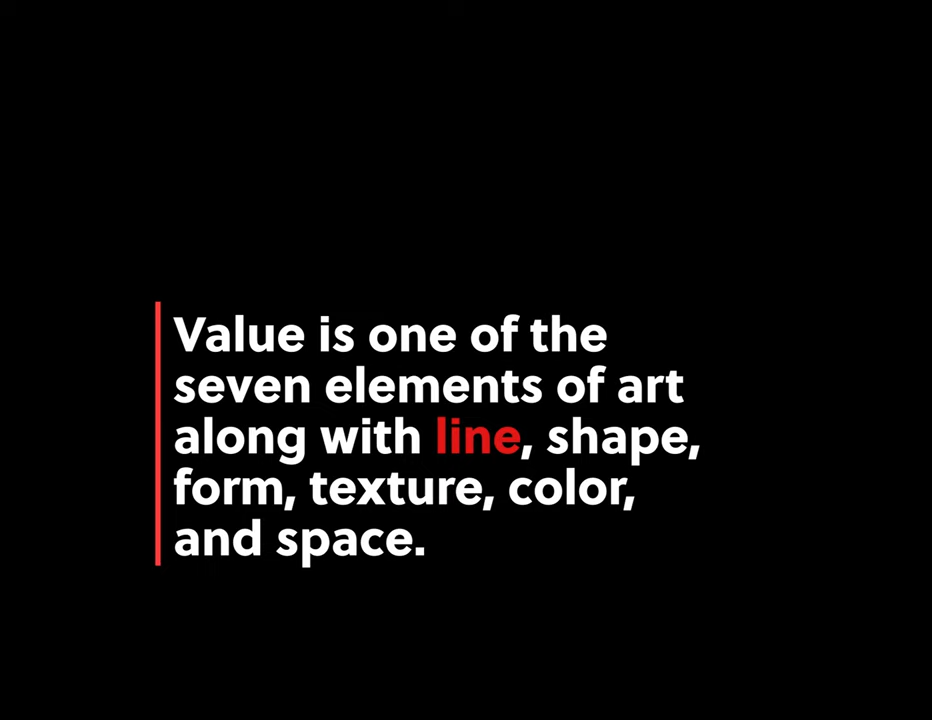 Value is one of the
seven elements of art
along with line, shape,
form, texture, color,
and space.